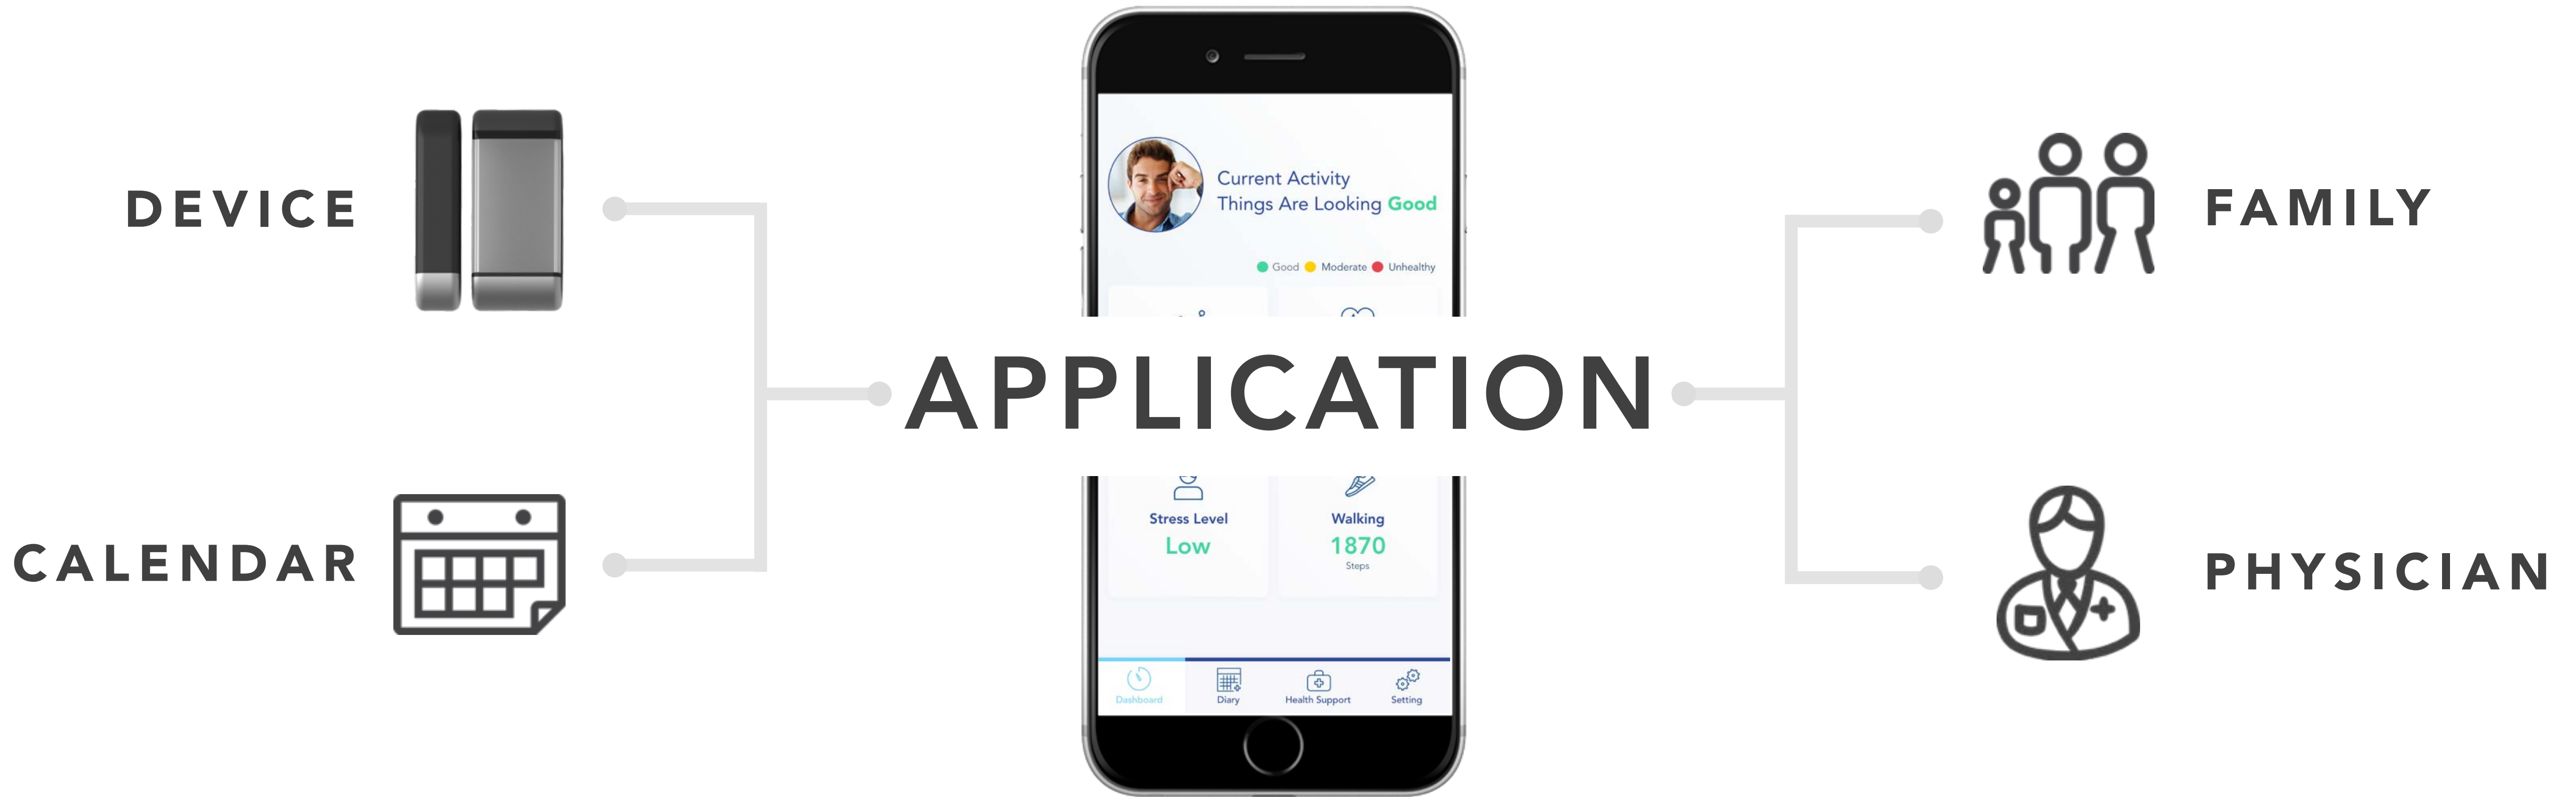 DEVICE
CALENDAR
Current Activity
Things Are Looking Good
Good Moderate Unhealthy
APPLICATION
Stress Level
Low
Walking
1870
Steps
Dashboard
Diary
Health Support
Setting
FAMILY
PHYSICIAN